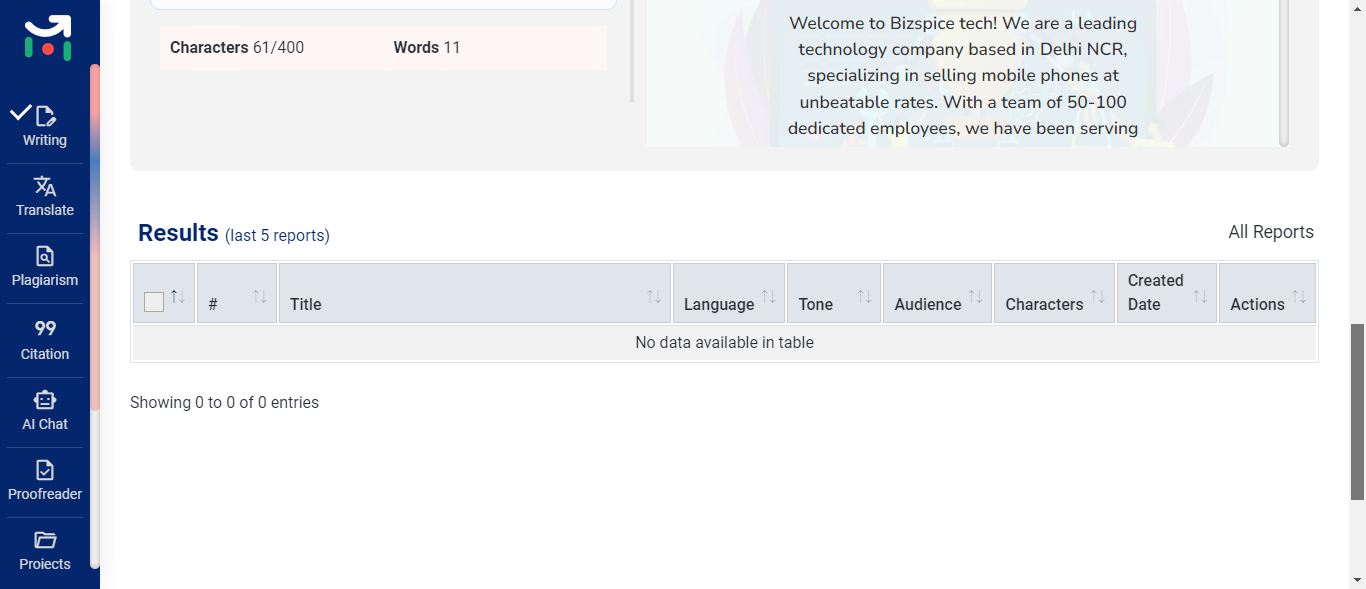 Writing
Translate
Plagiarism
Citation
AI Chat
Proofreader
Projects
Characters 61/400 Words 11
Welcome to Bizspice tech! We are a leading
technology company based in Delhi NCR,
specializing in selling mobile phones at
unbeatable rates. With a team of 50-100
dedicated employees, we have been serving
Results (last 5 reports) All Reports
# Title Language Tone Audience Characters Created Date Actions
No data available in table
Showing 0 to 0 of 0 entries